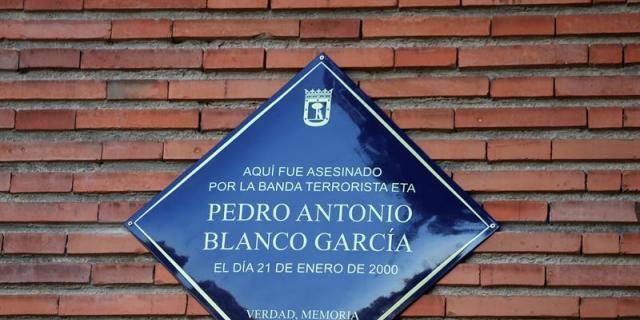 AQUÍ FUE ASESINADO
POR LA BANDA TERRORISTA ETA
PEDRO ANTONIO
BLANCO GARCÍA
EL DÍA 21 DE ENERO DE 2000
VERDAD, MEMORIA